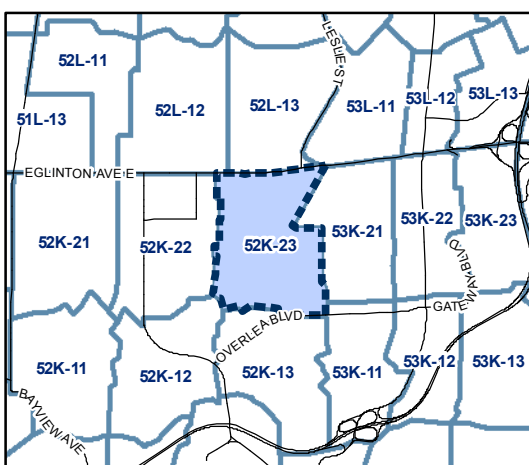 LESLIE ST
52L-11
52L-12
52L-13
53L-11
53L-12
53L-13
51L-13
EGLINTON AVE E
52K-21
52K-22
52K-23
53K-21
53K-22
53K-23
GATEWAY BLVD
OVERLEA BLVD
52K-11
52K-12
52K-13
53K-11
53K-12
53K-13
BAYVIEW AVE